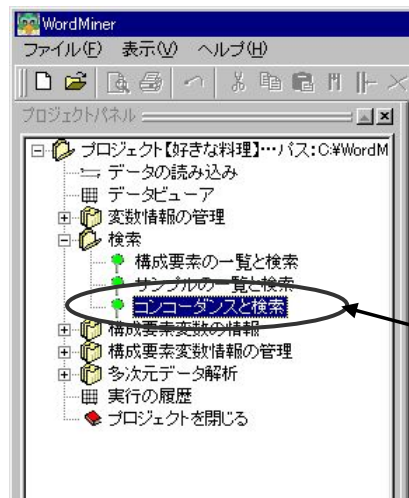 WordMiner
ファイル(F) 表示(V) ヘルプ(H)
プロジェクトパネル
プロジェクト【好きな料理】…パス:C:¥WordM
データの読み込み
データビューア
変数情報の管理
検索
構成要素の一覧と検索
サンプルの一覧と検索
コンコーダンスと検索
構成要素変数の情報
構成要素変数情報の管理
多次元データ解析
実行の履歴
プロジェクトを閉じる